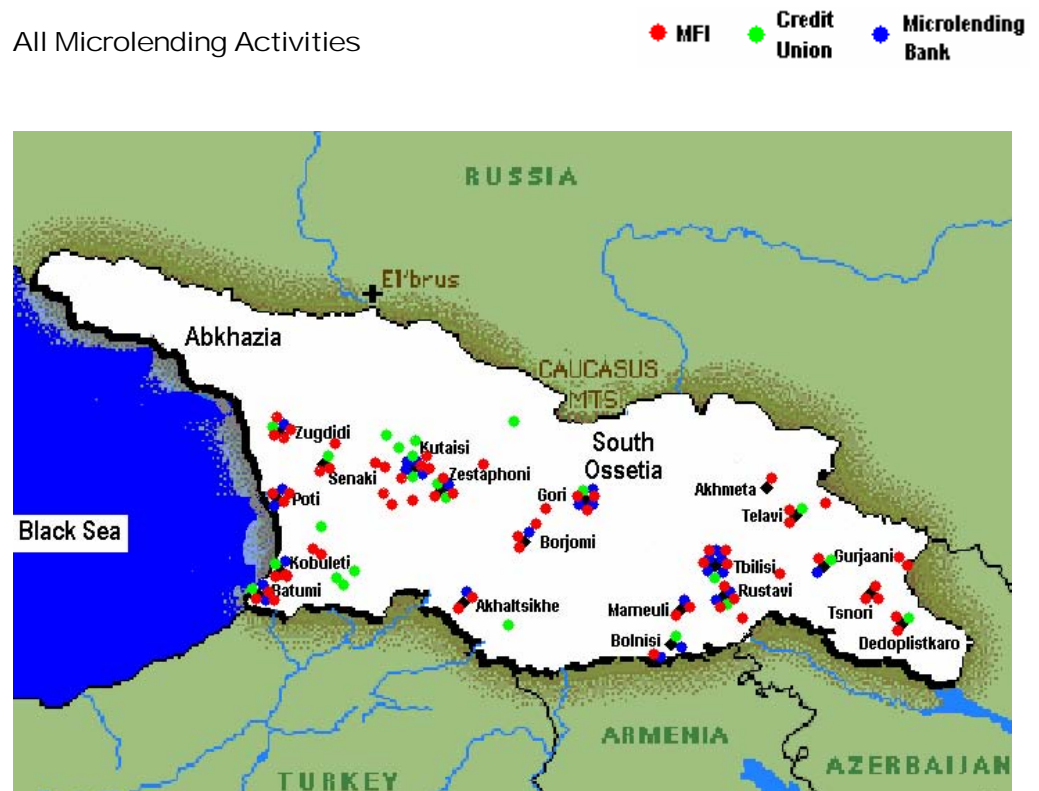 All Microlending Activities
MFI
Credit
Union
Microlending
Bank
RUSSIA
El'brus
Abkhazia
CAUCASUS
MTS
South
Ossetia
Zugdidi
Kutaisi
Senaki
Zestaphoni
Poti
Gori
Akhmeta
Telavi
Black Sea
Borjomi
Kobuleti
Tbilisi
Gurjaani
Batumi
Akhaltsikhe
Rustavi
Marneuli
Tsnori
Bolnisi
Dedoplistkaro
ARMENIA
AZERBAIJAN
TURKEY